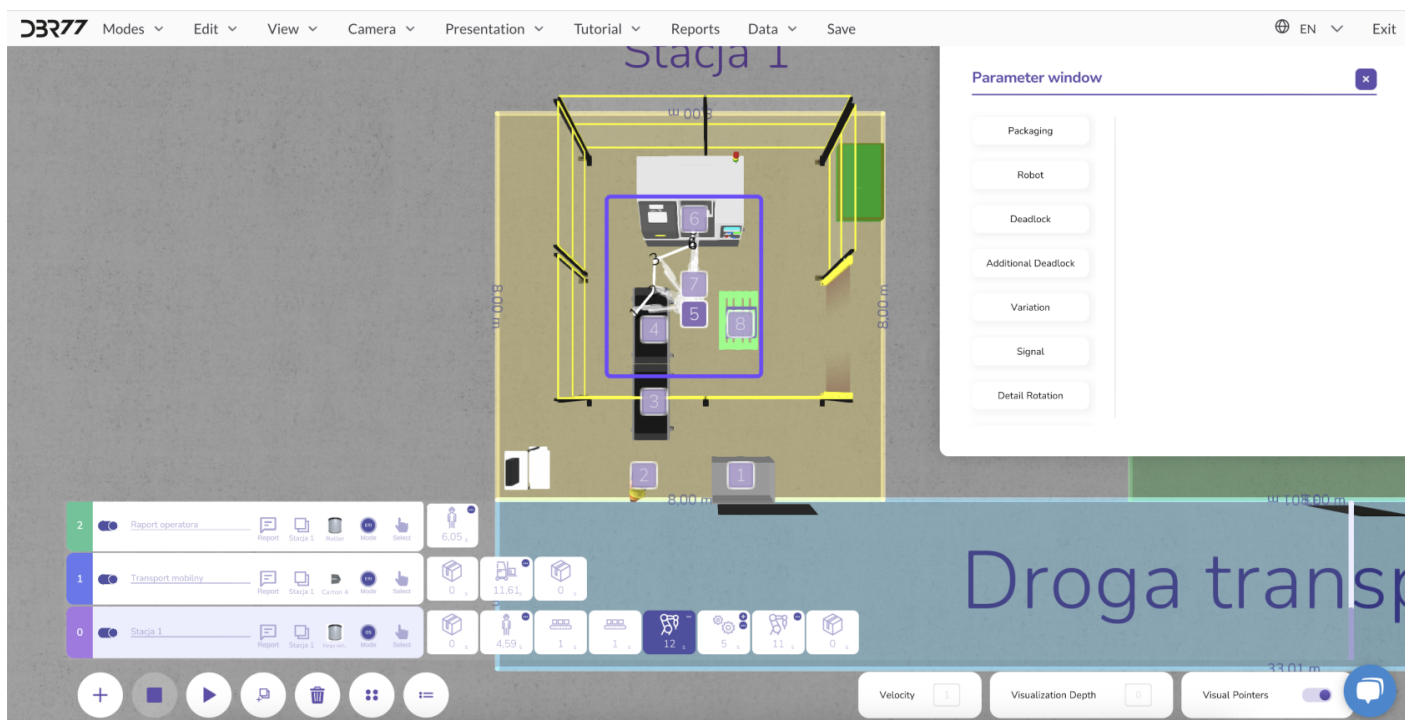 DBR77 Modes Edit View Camera Presentation Tutorial Reports Data Save EN Exit
Stacja 1
Parameter window
Packaging
Robot
Deadlock
Additional Deadlock
Variation
Signal
Detail Rotation
8.00 m
8.00 m
8.00 m
6
3
7
5
4
8
3
2
1
8.00 m
33.01 m
Droga transp
2 Raport operatora Report Stacja 1 Roller Mode Select 6,05 s
1 Transport mobilny Report Stacja 1 Carton 4 Mode Select 0 s 11,61 s 0 s
0 Stacja 1 Report Stacja 1 Mode Select 0 s 4,59 s 1 s 1 s 12 s 5 s 11 s 0 s
Velocity 1 Visualization Depth 0 Visual Pointers